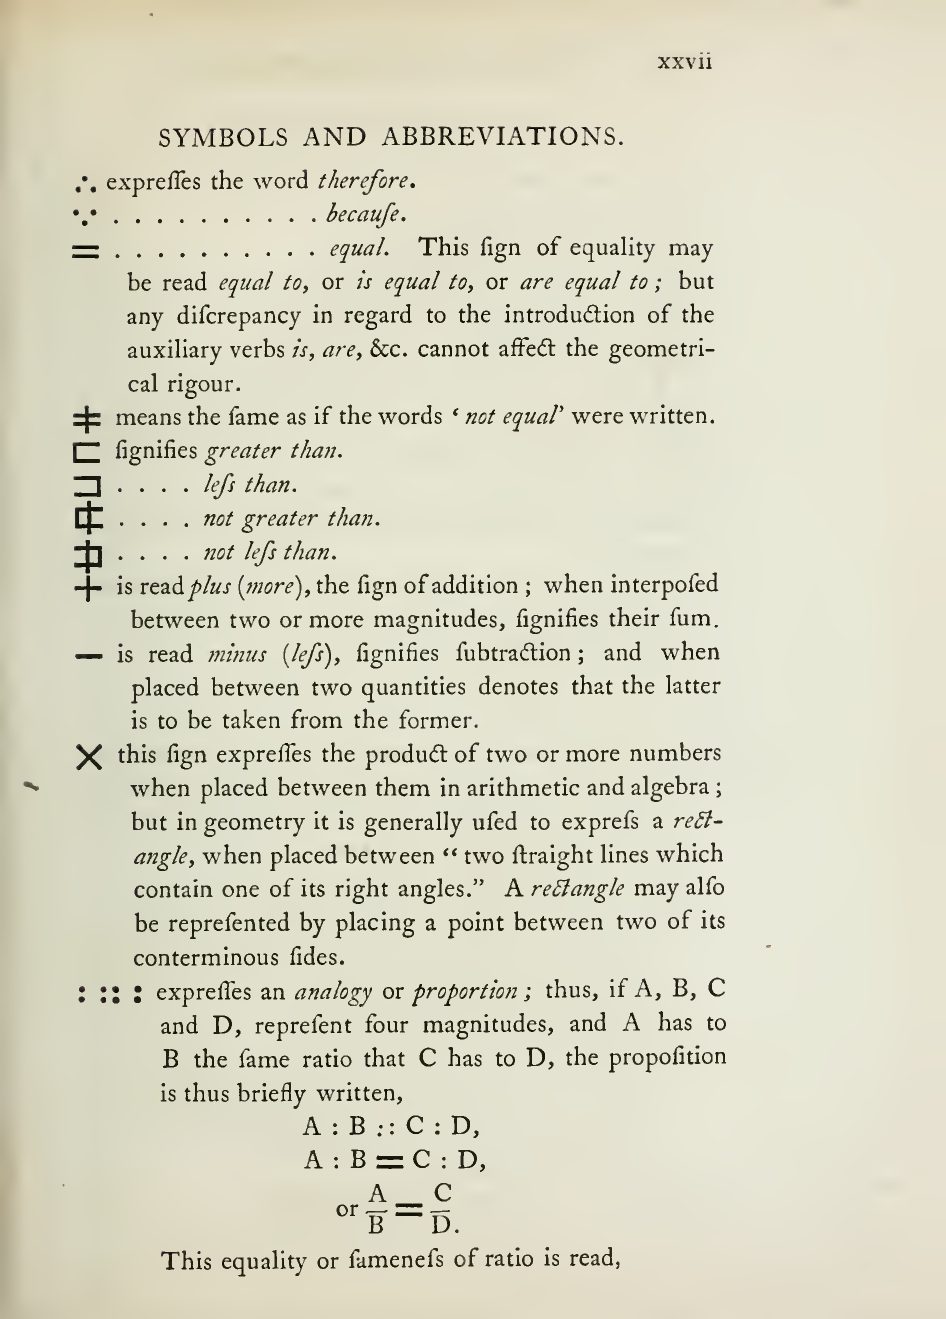 xxvii
SYMBOLS AND ABBREVIATIONS.
∴ expreſſes the word therefore.
∵ . . . . . . . . . . becauſe.
= . . . . . . . . . . equal. This ſign of equality may
be read equal to, or is equal to, or are equal to ; but
any diſcrepancy in regard to the introduction of the
auxiliary verbs is, are, &c. cannot affect the geometri-
cal rigour.
≠ means the ſame as if the words ‘ not equal’ were written.
⊏ ſignifies greater than.
⊐ . . . . leſs than.
⊏̸ . . . . not greater than.
⊐̸ . . . . not leſs than.
+ is read plus (more), the ſign of addition ; when interpoſed
between two or more magnitudes, ſignifies their ſum.
— is read minus (leſs), ſignifies ſubtraction ; and when
placed between two quantities denotes that the latter
is to be taken from the former.
× this ſign expreſſes the product of two or more numbers
when placed between them in arithmetic and algebra ;
but in geometry it is generally uſed to expreſs a rect-
angle, when placed between “ two ſtraight lines which
contain one of its right angles.” A rectangle may alſo
be repreſented by placing a point between two of its
conterminous ſides.
: :: : expreſſes an analogy or proportion ; thus, if A, B, C
and D, repreſent four magnitudes, and A has to
B the ſame ratio that C has to D, the propoſition
is thus briefly written,
A : B :: C : D,
A : B = C : D,
or A/B = C/D.
This equality or ſameneſs of ratio is read,